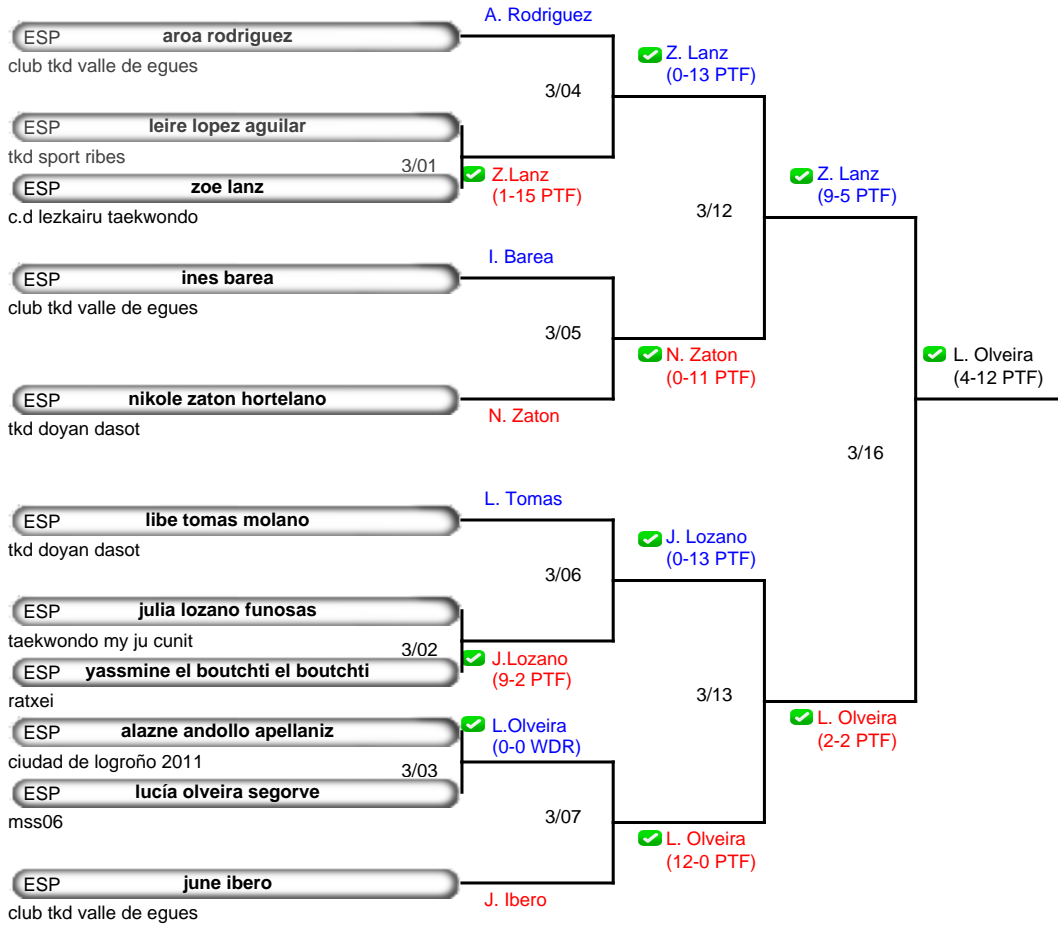 A. Rodriguez
ESP aroa rodriguez
club tkd valle de egues
Z. Lanz
(0-13 PTF)
3/04
ESP leire lopez aguilar
tkd sport ribes
3/01
Z.Lanz
(1-15 PTF)
ESP zoe lanz
c.d lezkairu taekwondo
Z. Lanz
(9-5 PTF)
3/12
I. Barea
ESP ines barea
club tkd valle de egues
3/05
N. Zaton
(0-11 PTF)
L. Olveira
(4-12 PTF)
ESP nikole zaton hortelano
N. Zaton
tkd doyan dasot
3/16
L. Tomas
ESP libe tomas molano
tkd doyan dasot
J. Lozano
(0-13 PTF)
3/06
ESP julia lozano funosas
taekwondo my ju cunit
3/02
J.Lozano
(9-2 PTF)
ESP yassmine el boutchti el boutchti
ratxei
3/13
L. Olveira
(2-2 PTF)
ESP alazne andollo apellaniz
L.Olveira
(0-0 WDR)
ciudad de logroño 2011
3/03
ESP lucía olveira segorve
mss06
3/07
L. Olveira
(12-0 PTF)
ESP june ibero
J. Ibero
club tkd valle de egues